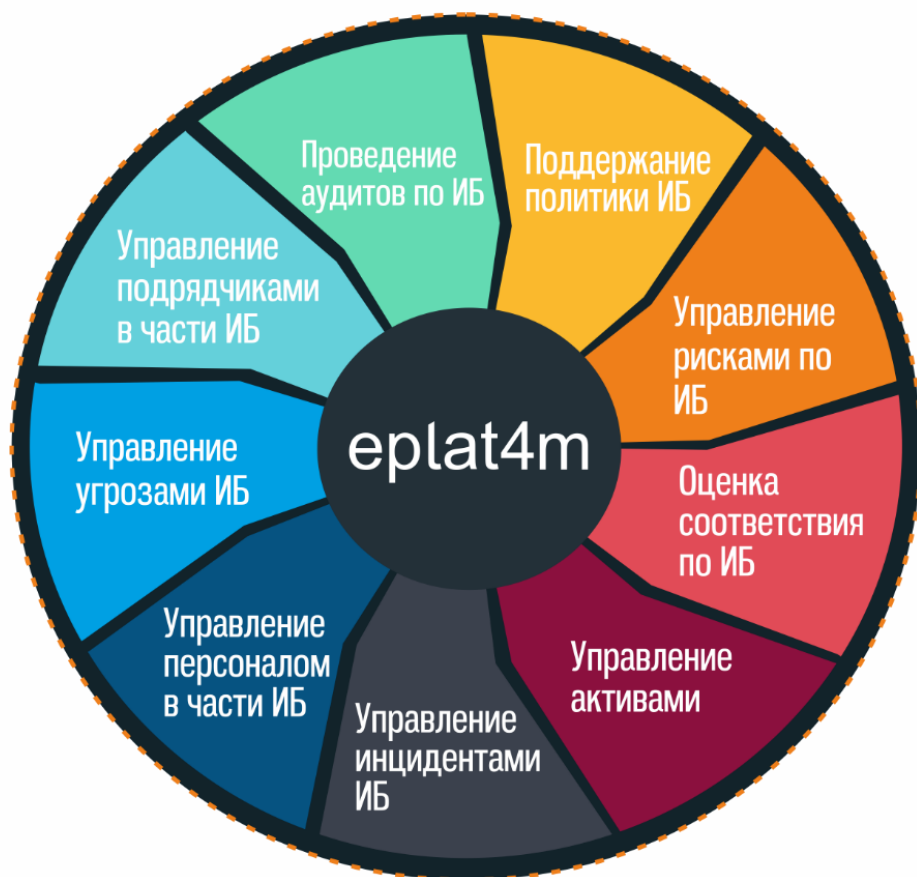 Проведение
аудитов по ИБ
Поддержание
политики ИБ
Управление
рисками по
ИБ
Оценка
соответствия
по ИБ
Управление
активами
Управление
инцидентами
ИБ
Управление
персоналом
в части ИБ
Управление
угрозами ИБ
Управление
подрядчиками
в части ИБ
eplat4m